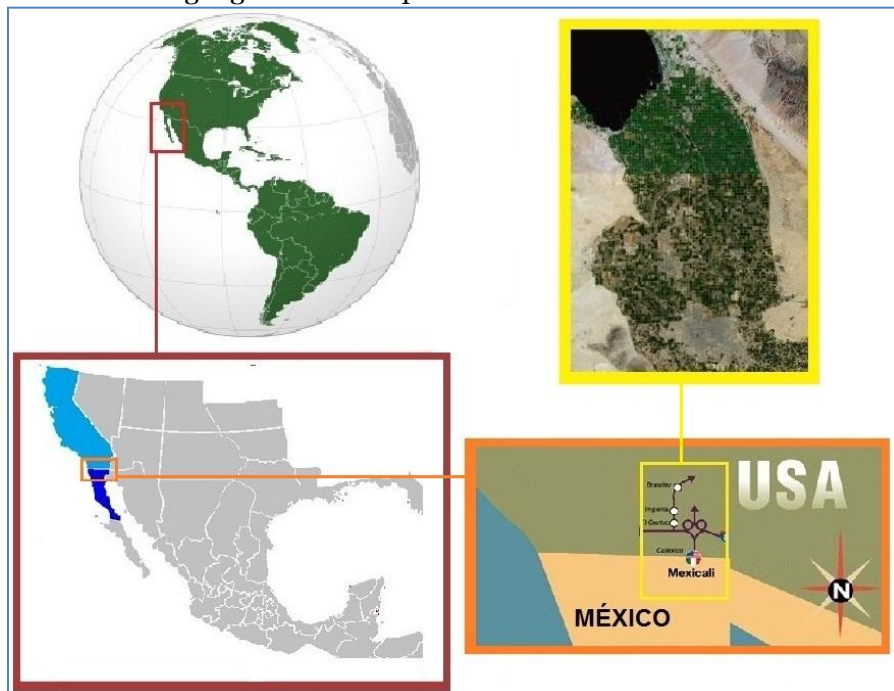 USA
Brawley
Imperial
El Centro
Calexico
Mexicali
MÉXICO
N